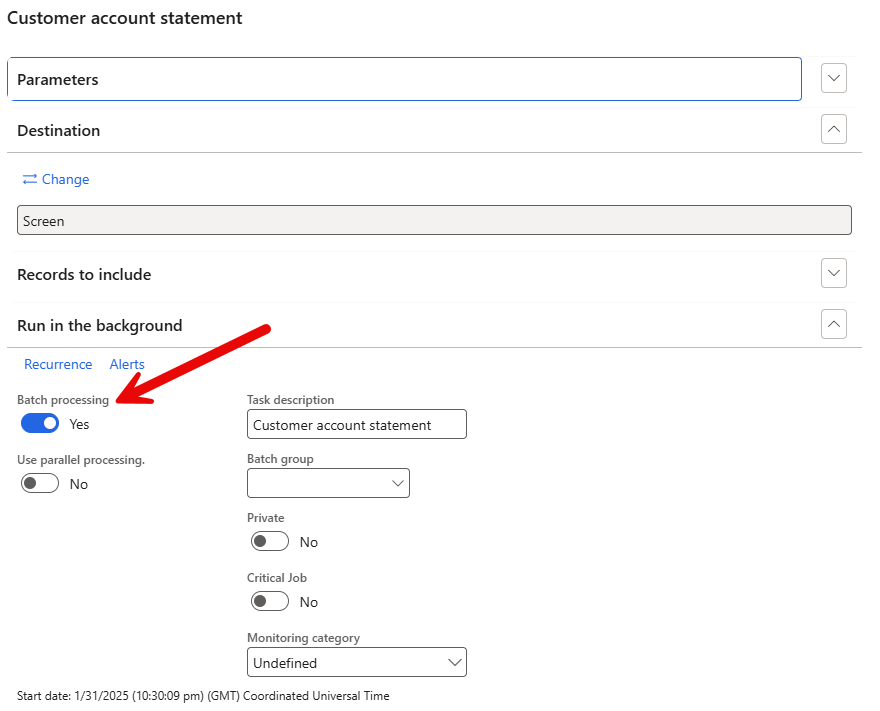 Customer account statement
Parameters
Destination
Change
Screen
Records to include
Run in the background
Recurrence Alerts
Batch processing
Yes
Use parallel processing.
No
Task description
Customer account statement
Batch group
Private
No
Critical Job
No
Monitoring category
Undefined
Start date: 1/31/2025 (10:30:09 pm) (GMT) Coordinated Universal Time